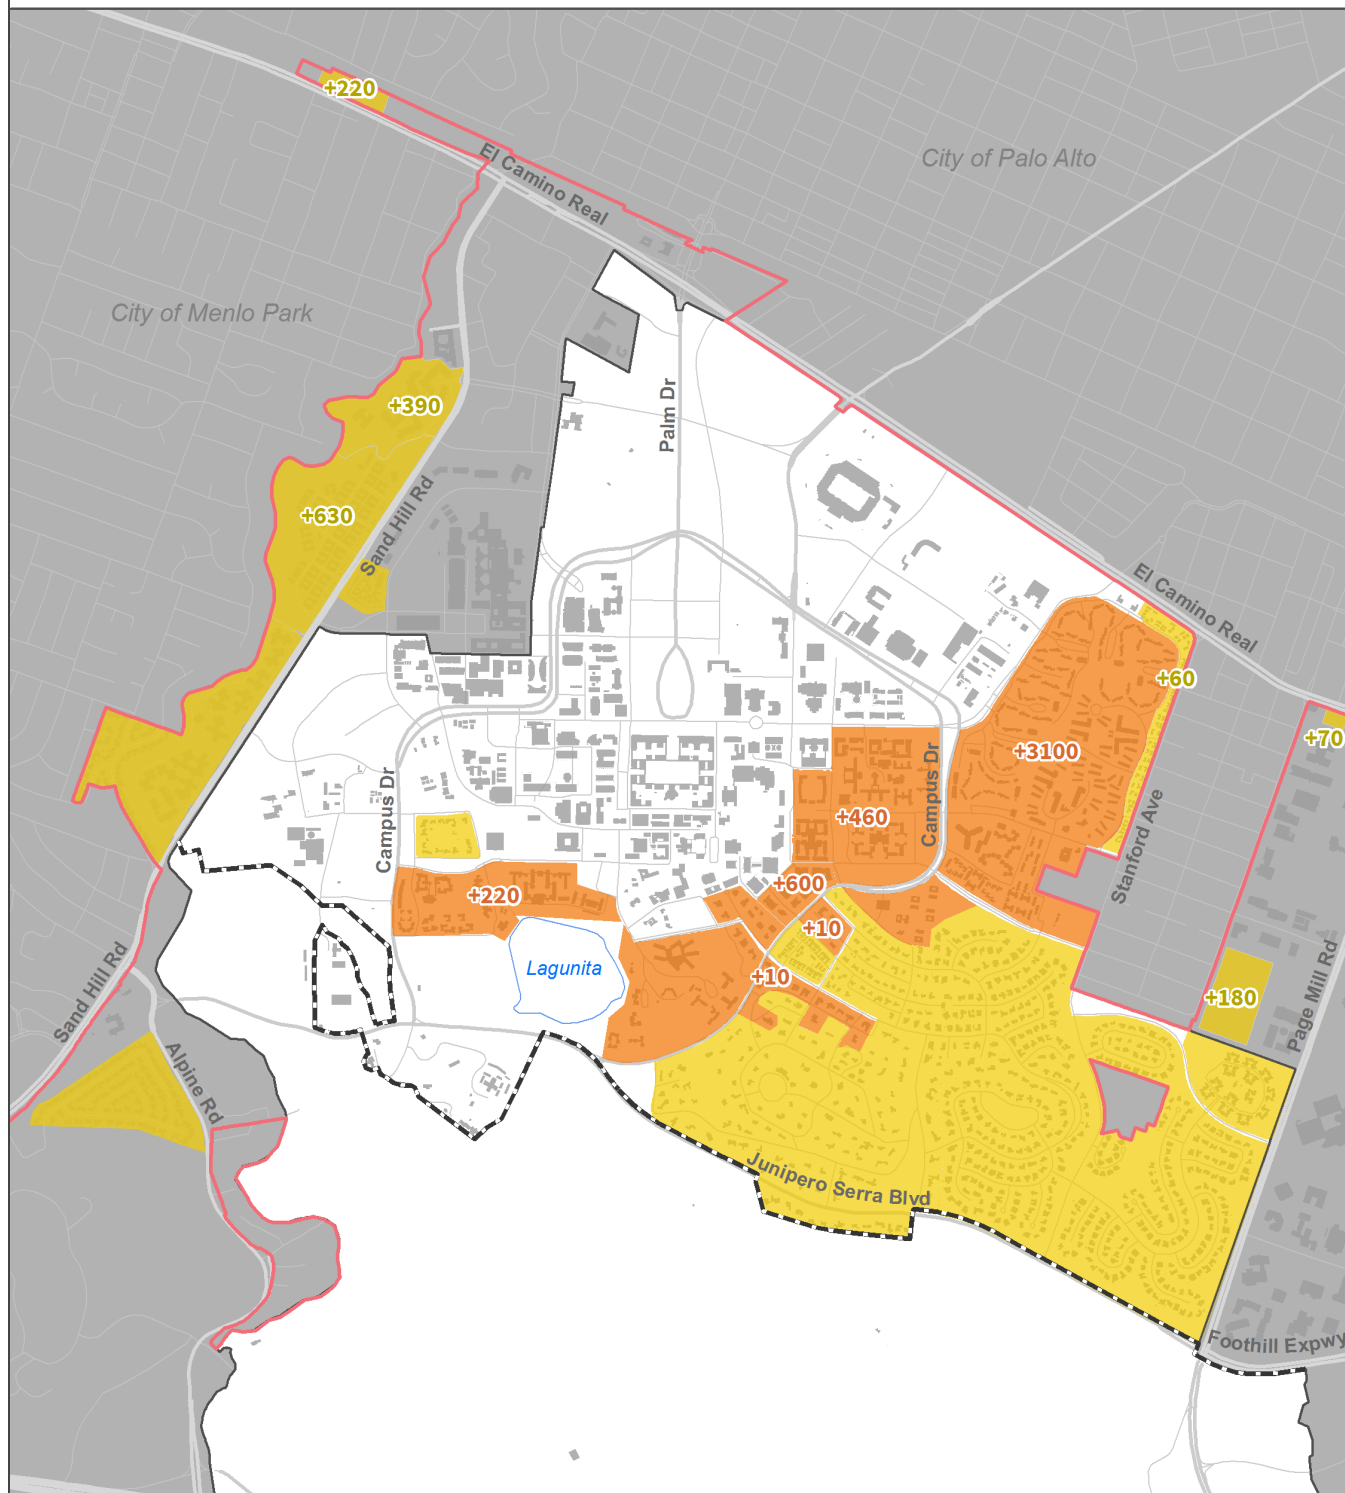 +220
El Camino Real
City of Palo Alto
City of Menlo Park
+390
Palm Dr
+630
Sand Hill Rd
El Camino Real
+60
+70
+3100
Campus Dr
Campus Dr
+460
Stanford Ave
+600
+220
+10
Lagunita
+10
+180
Page Mill Rd
Sand Hill Rd
Alpine Rd
Junipero Serra Blvd
Foothill Expwy